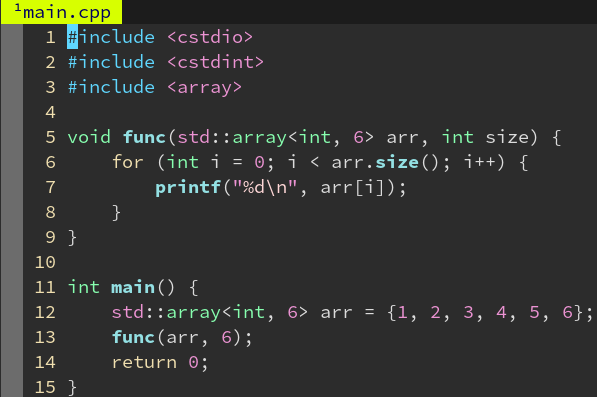 ¹main.cpp
1 #include <cstdio>
2 #include <cstdint>
3 #include <array>
4
5 void func(std::array<int, 6> arr, int size) {
6     for (int i = 0; i < arr.size(); i++) {
7         printf("%d\n", arr[i]);
8     }
9 }
10
11 int main() {
12     std::array<int, 6> arr = {1, 2, 3, 4, 5, 6};
13     func(arr, 6);
14     return 0;
15 }